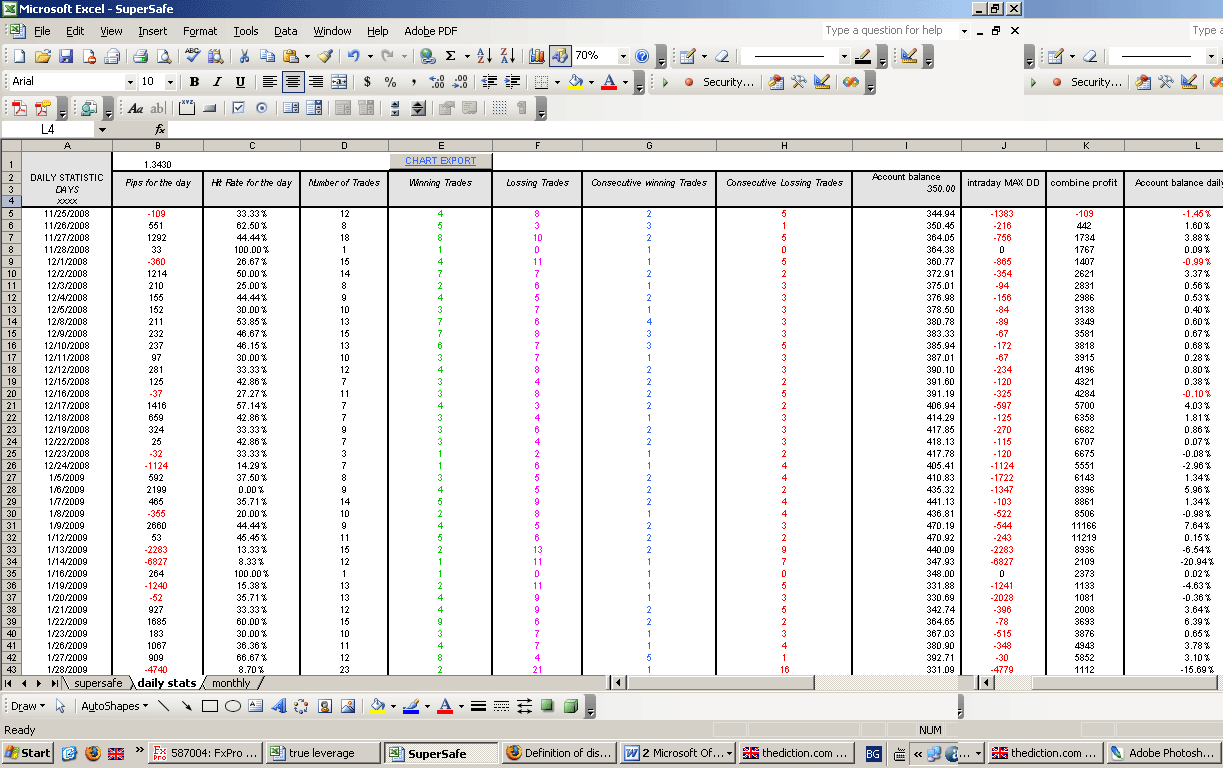 Microsoft Excel - SuperSafe
File Edit View Insert Format Tools Data Window Help Adobe PDF Type a question for help Type a
70%
Arial 10 B I U $ % , Security... Security...
Aa ab| XYZ
L4 fx
A B C D E F G H I J K L
1 1.3430 CHART EXPORT
2 DAILY STATISTIC Pips for the day Hit Rate for the day Number of Trades Winning Trades Lossing Trades Consecutive winning Trades Consecutive Lossing Trades Account balance intraday MAX DD combine profit Account balance daily
3 DAYS 350.00
4 xxxx
5 11/25/2008 -109 33.33% 12 4 8 2 5 344.94 -1383 -109 -1.45%
6 11/26/2008 551 62.50% 8 5 3 3 1 350.45 -216 442 1.60%
7 11/27/2008 1292 44.44% 18 8 10 2 5 364.05 -756 1734 3.88%
8 11/28/2008 33 100.00% 1 1 0 1 0 364.38 0 1767 0.09%
9 12/1/2008 -360 26.67% 15 4 11 1 5 360.77 -865 1407 -0.99%
10 12/2/2008 1214 50.00% 14 7 7 2 2 372.91 -354 2621 3.37%
11 12/3/2008 210 25.00% 8 2 6 1 3 375.01 -94 2831 0.56%
12 12/4/2008 155 44.44% 9 4 5 2 3 376.98 -156 2986 0.53%
13 12/5/2008 152 30.00% 10 3 7 1 3 378.50 -84 3138 0.40%
14 12/8/2008 211 53.85% 13 7 6 4 3 380.78 -89 3349 0.60%
15 12/9/2008 232 46.67% 15 7 8 3 3 383.33 -67 3581 0.67%
16 12/10/2008 237 46.15% 13 6 7 3 5 385.94 -172 3818 0.68%
17 12/11/2008 97 30.00% 10 3 7 1 3 387.01 -67 3915 0.28%
18 12/12/2008 281 33.33% 12 4 8 2 3 390.10 -234 4196 0.80%
19 12/15/2008 125 42.86% 7 3 4 2 2 391.60 -120 4321 0.38%
20 12/16/2008 -37 27.27% 11 3 8 2 5 391.19 -325 4284 -0.10%
21 12/17/2008 1416 57.14% 7 4 3 2 2 406.94 -597 5700 4.03%
22 12/18/2008 659 42.86% 7 3 4 1 3 414.29 -125 6358 1.81%
23 12/19/2008 324 33.33% 9 3 6 2 3 417.85 -270 6682 0.86%
24 12/22/2008 25 42.86% 7 3 4 2 3 418.13 -115 6707 0.07%
25 12/23/2008 -32 33.33% 3 1 2 1 2 417.78 -120 6675 -0.08%
26 12/24/2008 -1124 14.29% 7 1 6 1 4 405.41 -1124 5551 -2.96%
27 1/5/2009 592 37.50% 8 3 5 2 4 410.83 -1722 6143 1.34%
28 1/6/2009 2199 0.00% 9 4 5 2 2 435.32 -1347 8396 5.96%
29 1/7/2009 465 35.71% 14 5 9 2 4 441.13 -103 8861 1.34%
30 1/8/2009 -355 20.00% 10 2 8 1 4 436.81 -522 8506 -0.98%
31 1/9/2009 2660 44.44% 9 4 5 2 3 470.19 -544 11166 7.64%
32 1/12/2009 53 45.45% 11 5 6 2 2 470.92 -243 11219 0.15%
33 1/13/2009 -2283 13.33% 15 2 13 2 9 440.09 -2283 8936 -6.54%
34 1/14/2009 -6827 8.33% 12 1 11 1 7 347.93 -6827 2109 -20.94%
35 1/16/2009 264 100.00% 1 1 0 1 0 348.00 0 2373 0.02%
36 1/19/2009 -1240 15.38% 13 2 11 1 5 331.88 -1241 1133 -4.63%
37 1/20/2009 -52 35.71% 13 4 9 1 3 330.69 -2028 1081 -0.36%
38 1/21/2009 927 33.33% 12 4 9 2 5 342.74 -396 2008 3.64%
39 1/22/2009 1685 60.00% 15 9 6 2 2 364.65 -78 3693 6.39%
40 1/23/2009 183 30.00% 10 3 7 1 3 367.03 -515 3876 0.65%
41 1/26/2009 1067 36.36% 11 4 7 1 4 380.90 -348 4943 3.78%
42 1/27/2009 909 66.67% 12 8 4 5 1 392.71 -30 5852 3.10%
43 1/28/2009 -4740 8.70% 23 2 21 1 16 331.09 -4779 1112 -15.69%
supersafe daily stats monthly
Draw AutoShapes
Ready NUM
Start 587004: FxPro ... true leverage SuperSafe Definition of dis... 2 Microsoft Of... thediction.com ... BG thediction.com ... Adobe Photosh...